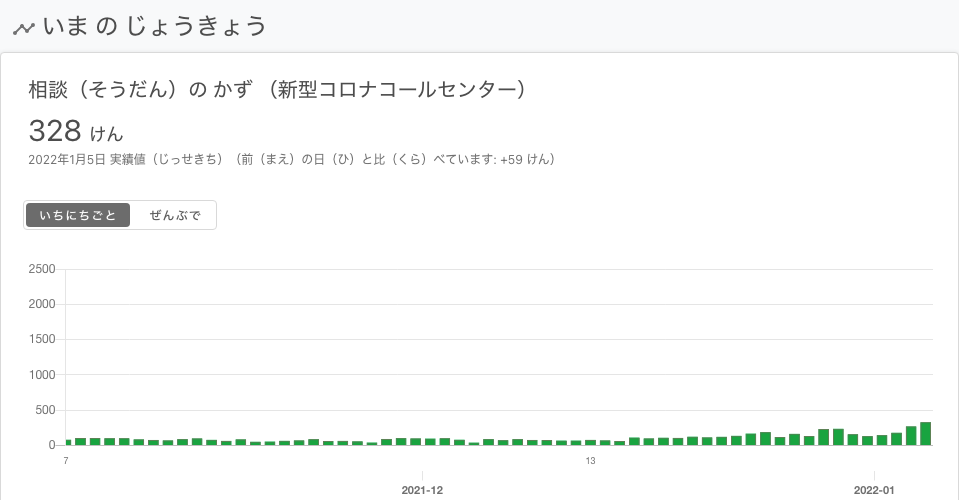 いま の じょうきょう
相談（そうだん）の かず （新型コロナコールセンター）
328 けん
2022年1月5日 実績値（じっせきち）（前（まえ）の日（ひ）と比（くら）べています: +59 けん）
いちにちごと ぜんぶで
2500
2000
1500
1000
500
0
7 13
2021-12 2022-01